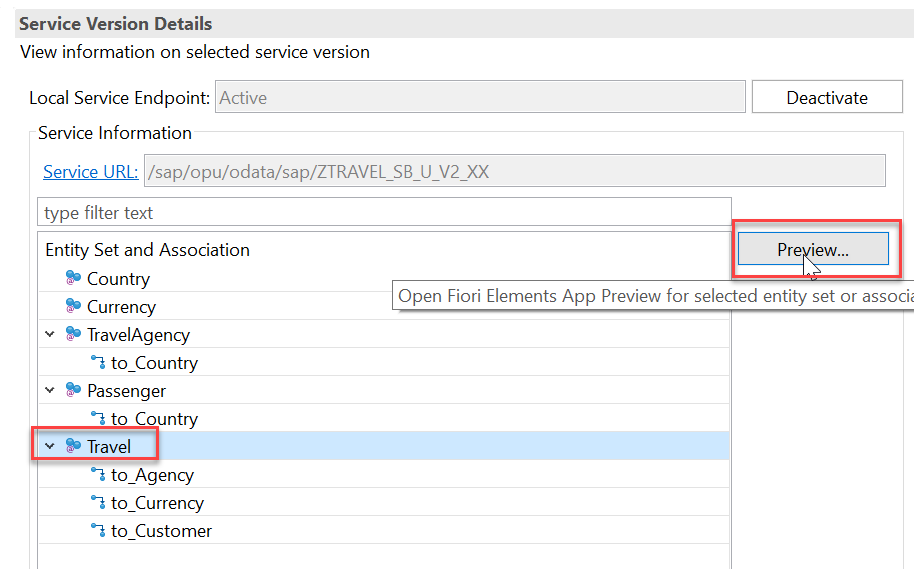 Service Version Details
View information on selected service version
Local Service Endpoint: Active Deactivate
Service Information
Service URL: /sap/opu/odata/sap/ZTRAVEL_SB_U_V2_XX
type filter text
Entity Set and Association Preview...
Country
Open Fiori Elements App Preview for selected entity set or associa
Currency
TravelAgency
to_Country
Passenger
to_Country
Travel
to_Agency
to_Currency
to_Customer